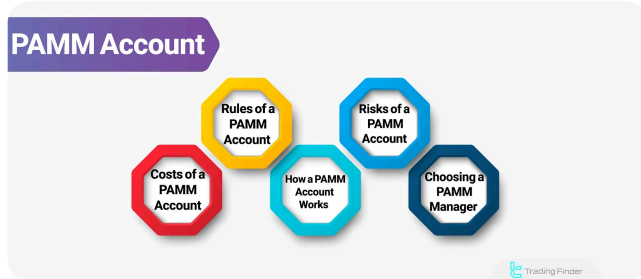 PAMM Account
Costs of a
PAMM
Account
Rules of a
PAMM
Account
How a PAMM
Account
Works
Risks of a
PAMM
Account
Choosing a
PAMM
Manager
Trading Finder